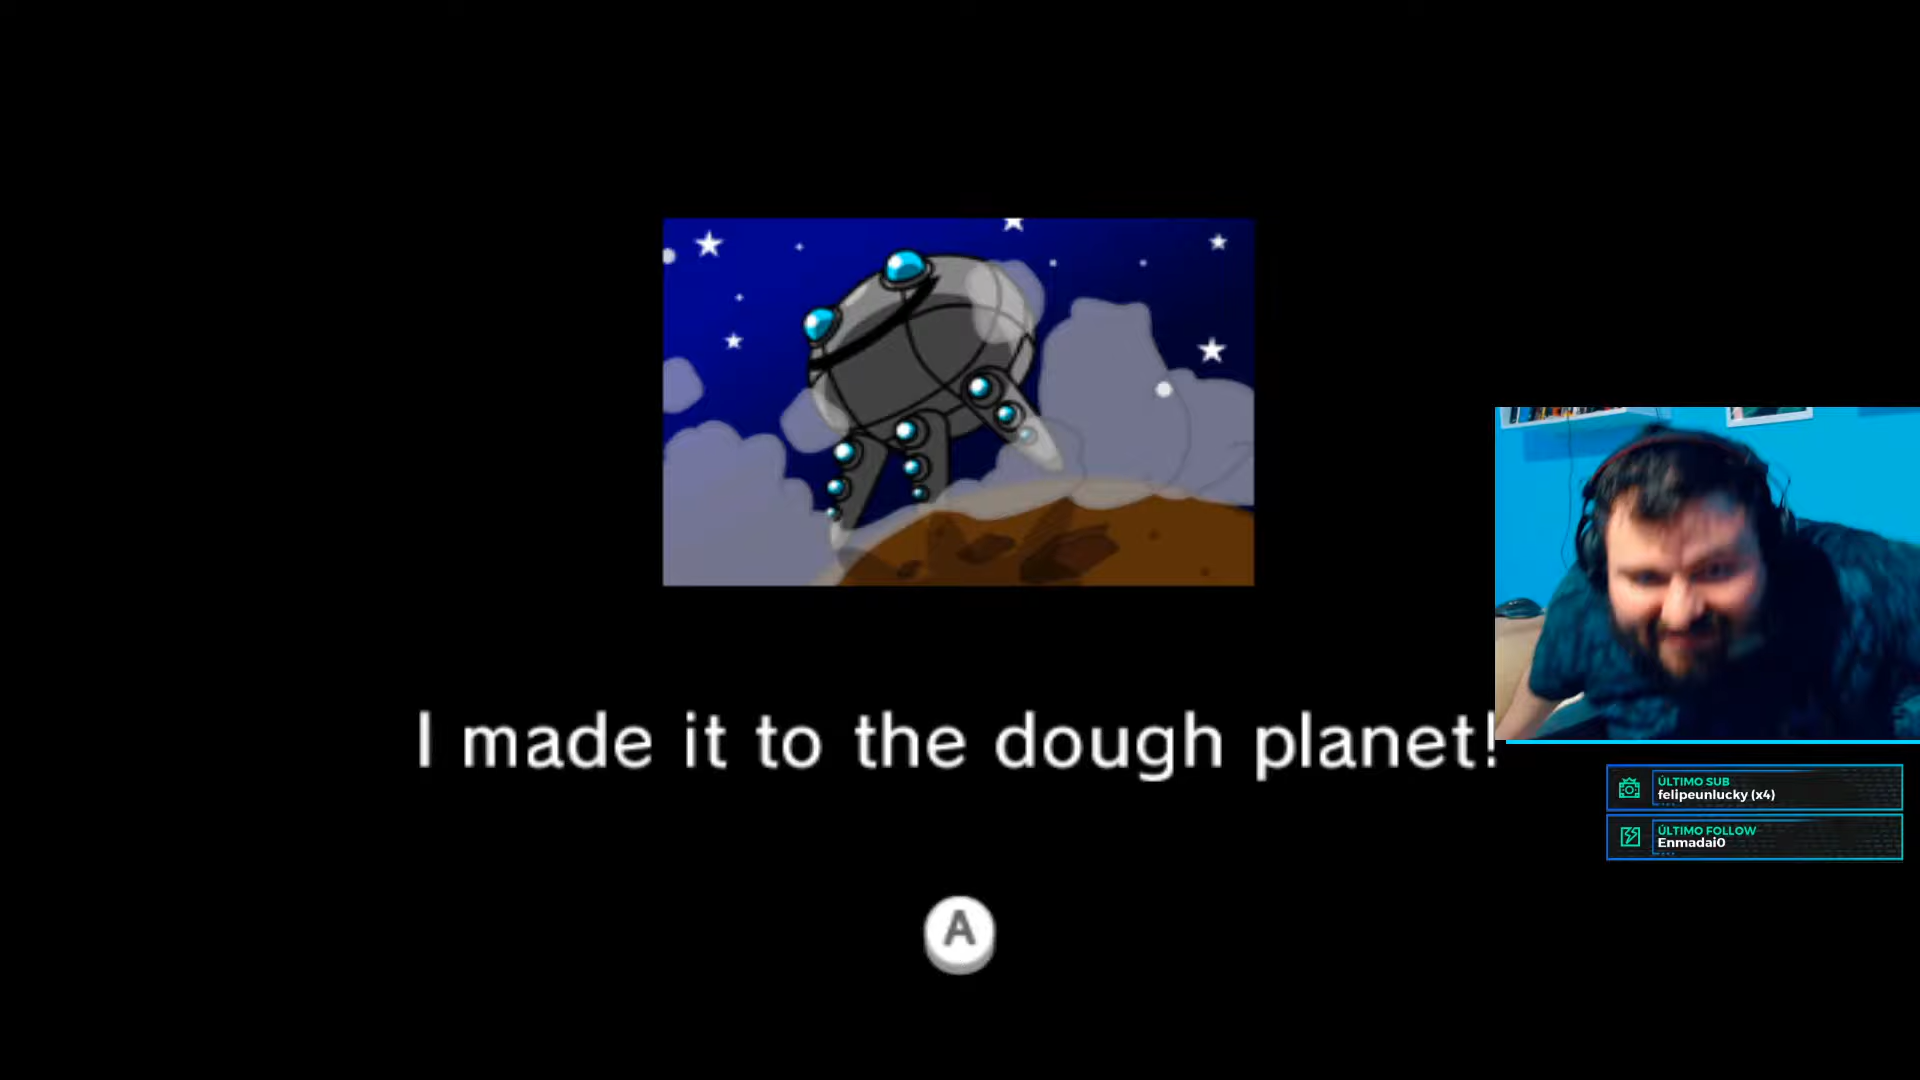 I made it to the dough planet!
ÚLTIMO SUB
felipeunlucky (x4)
ÚLTIMO FOLLOW
Enmadai0
A